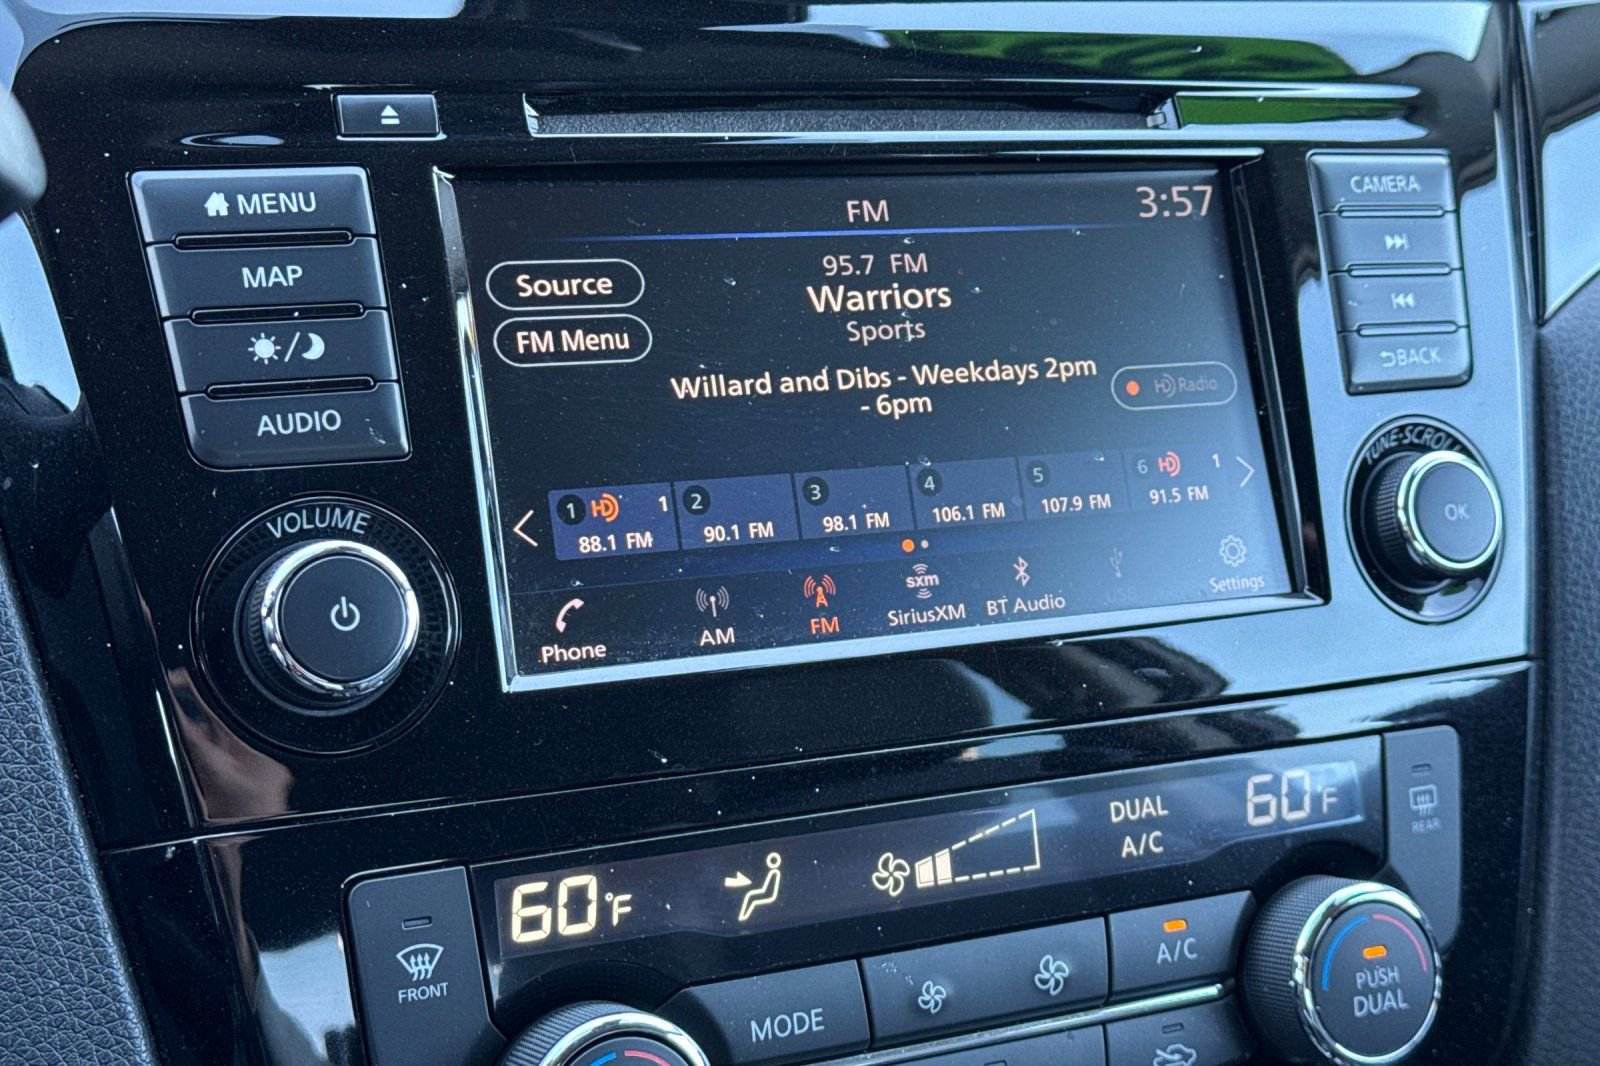 MENU
MAP
AUDIO
VOLUME
FM
3:57
Source
FM Menu
95.7 FM
Warriors
Sports
Willard and Dibs - Weekdays 2pm
- 6pm
HD Radio
1 HD 1
88.1 FM
2
90.1 FM
3
98.1 FM
4
106.1 FM
5
107.9 FM
6 HD 1
91.5 FM
Phone
AM
FM
sxm
SiriusXM
BT Audio
Settings
CAMERA
BACK
TUNE-SCROLL
OK
60°F
DUAL
A/C
60°F
REAR
FRONT
MODE
A/C
PUSH
DUAL